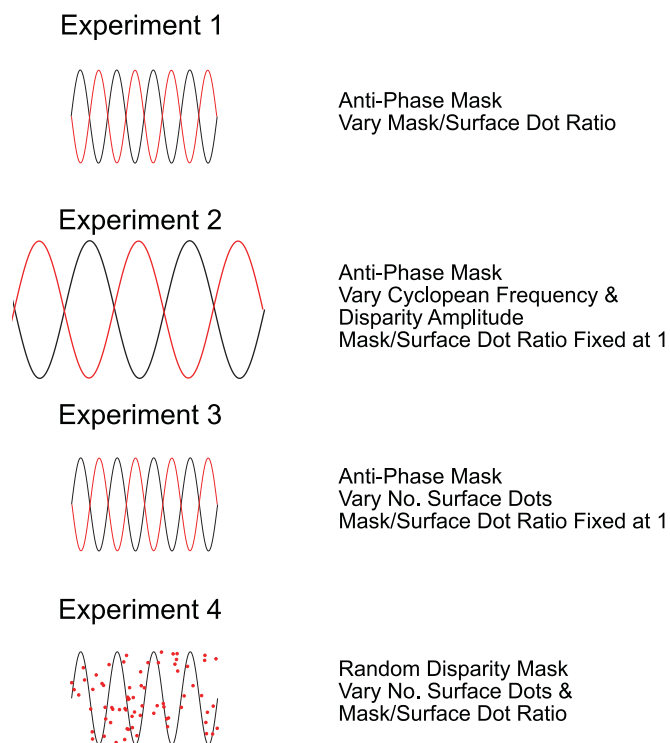 Experiment 1
Anti-Phase Mask
Vary Mask/Surface Dot Ratio
Experiment 2
Anti-Phase Mask
Vary Cyclopean Frequency &
Disparity Amplitude
Mask/Surface Dot Ratio Fixed at 1
Experiment 3
Anti-Phase Mask
Vary No. Surface Dots
Mask/Surface Dot Ratio Fixed at 1
Experiment 4
Random Disparity Mask
Vary No. Surface Dots &
Mask/Surface Dot Ratio